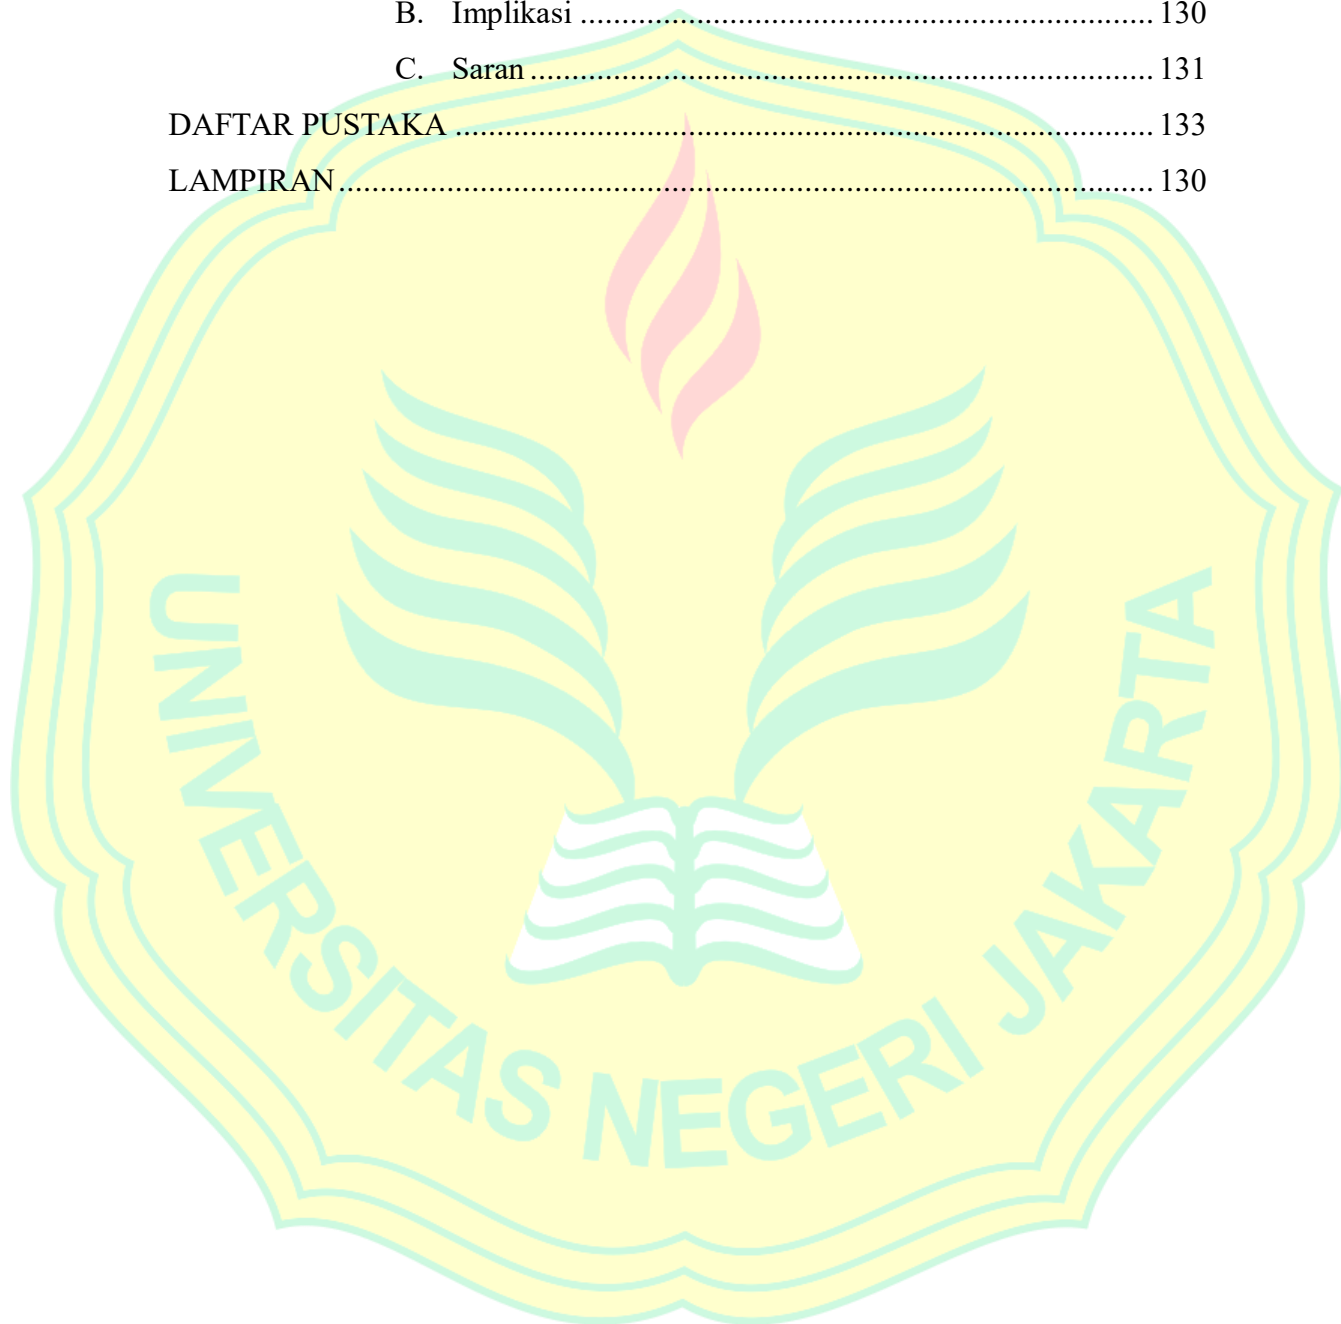 B. Implikasi ..................................................................... 130
C. Saran ........................................................................... 131
DAFTAR PUSTAKA .................................................................................... 133
LAMPIRAN.................................................................................................. 130
UNIVERSITAS NEGERI JAKARTA